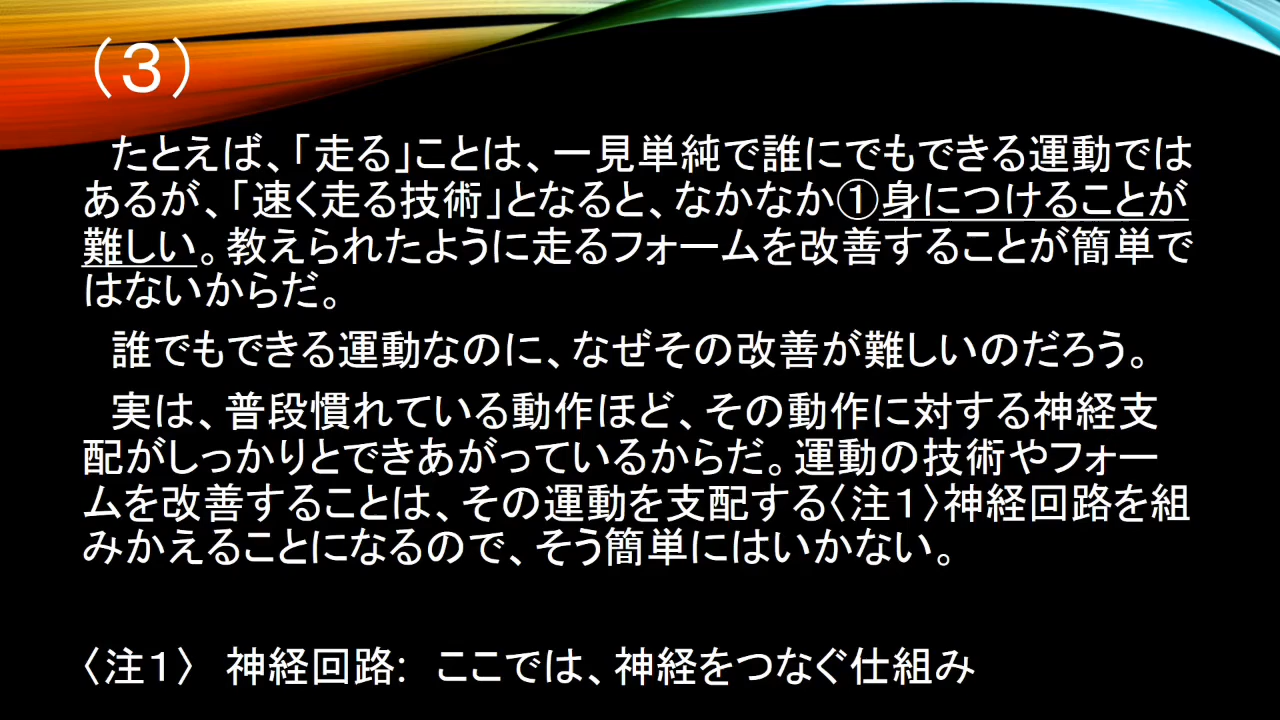 （３）
たとえば、「走る」ことは、一見単純で誰にでもできる運動では
あるが、「速く走る技術」となると、なかなか①身につけることが
難しい。教えられたように走るフォームを改善することが簡単で
はないからだ。
誰でもできる運動なのに、なぜその改善が難しいのだろう。
実は、普段慣れている動作ほど、その動作に対する神経支
配がしっかりとできあがっているからだ。運動の技術やフォー
ムを改善することは、その運動を支配する〈注１〉神経回路を組
みかえることになるので、そう簡単にはいかない。
〈注１〉　神経回路：　ここでは、神経をつなぐ仕組み